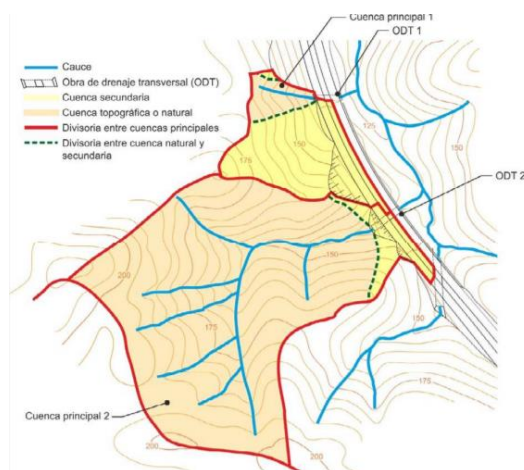 Cuenca principal 1
ODT 1
Cauce
Obra de drenaje transversal (ODT)
Cuenca secundaria
Cuenca topográfica o natural
Divisoria entre cuencas principales
Divisoria entre cuenca natural y
secundaria
175
150
125
150
ODT 2
200
150
175
150
175
Cuenca principal 2
200
200